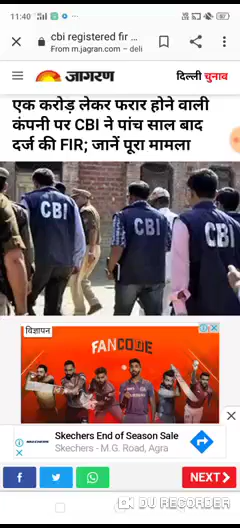 11:40
cbi registered fir ...
From m.jagran.com – deli
जागरण
दिल्ली चुनाव
एक करोड़ लेकर फरार होने वाली
कंपनी पर CBI ने पांच साल बाद
दर्ज की FIR; जानें पूरा मामला
CBI
CBI
CBI
विज्ञापन
FANCODE
Skechers End of Season Sale
Skechers - M.G. Road, Agra
NEXT
DU RECORDER